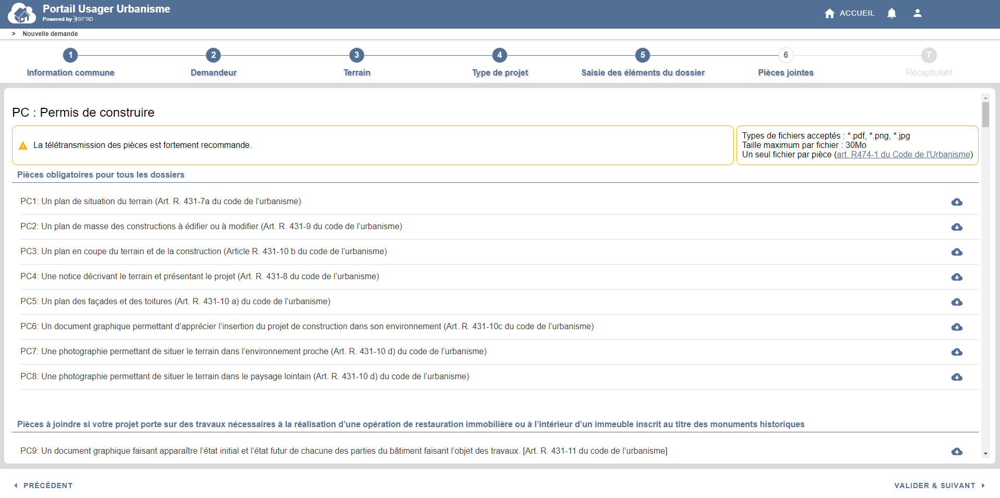 Portail Usager Urbanisme
Powered by sirap
ACCUEIL
> Nouvelle demande
1 2 3 4 5 6 7
Information commune Demandeur Terrain Type de projet Saisie des éléments du dossier Pièces jointes Récapitulatif
PC : Permis de construire
La télétransmission des pièces est fortement recommande.
Types de fichiers acceptés : *.pdf, *.png, *.jpg
Taille maximum par fichier : 30Mo
Un seul fichier par pièce (art. R474-1 du Code de l'Urbanisme)
Pièces obligatoires pour tous les dossiers
PC1: Un plan de situation du terrain (Art. R. 431-7a du code de l’urbanisme)
PC2: Un plan de masse des constructions à édifier ou à modifier (Art. R. 431-9 du code de l’urbanisme)
PC3: Un plan en coupe du terrain et de la construction (Article R. 431-10 b du code de l’urbanisme)
PC4: Une notice décrivant le terrain et présentant le projet (Art. R. 431-8 du code de l’urbanisme)
PC5: Un plan des façades et des toitures (Art. R. 431-10 a) du code de l’urbanisme)
PC6: Un document graphique permettant d’apprécier l’insertion du projet de construction dans son environnement (Art. R. 431-10c du code de l’urbanisme)
PC7: Une photographie permettant de situer le terrain dans l’environnement proche (Art. R. 431-10 d) du code de l’urbanisme)
PC8: Une photographie permettant de situer le terrain dans le paysage lointain (Art. R. 431-10 d) du code de l’urbanisme)
Pièces à joindre si votre projet porte sur des travaux nécessaires à la réalisation d’une opération de restauration immobilière ou à l’intérieur d’un immeuble inscrit au titre des monuments historiques
PC9: Un document graphique faisant apparaître l’état initial et l’état futur de chacune des parties du bâtiment faisant l’objet des travaux. [Art. R. 431-11 du code de l’urbanisme]
PRÉCÉDENT
VALIDER & SUIVANT